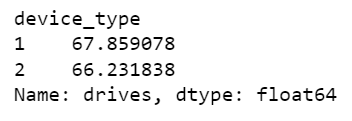 device_type
1    67.859078
2    66.231838
Name: drives, dtype: float64